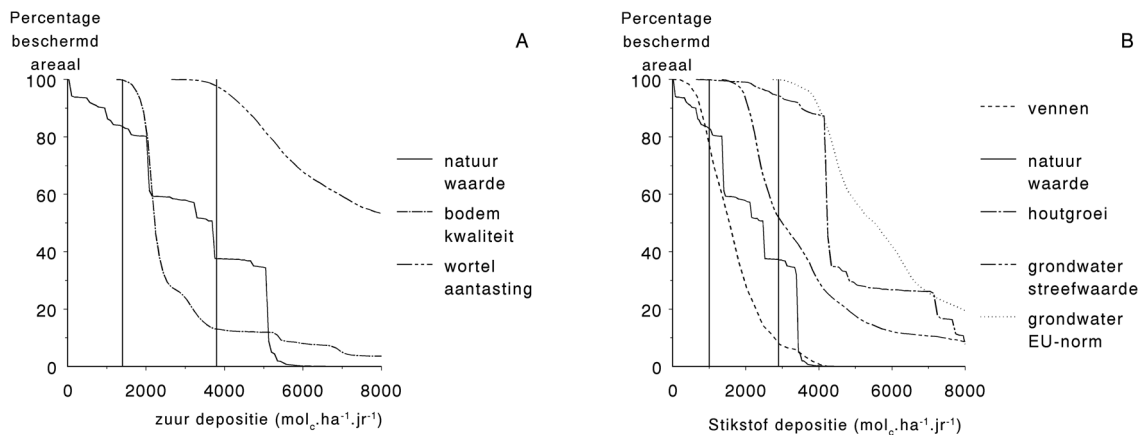 Percentage
beschermd
areaal
A
100
80
60
40
20
0
0 2000 4000 6000 8000
zuur depositie (molc.ha-1.jr-1)
natuur
waarde
bodem
kwaliteit
wortel
aantasting
Percentage
beschermd
areaal
B
100
80
60
40
20
0
0 2000 4000 6000 8000
Stikstof depositie (molc.ha-1.jr-1)
vennen
natuur
waarde
houtgroei
grondwater
streefwaarde
grondwater
EU-norm